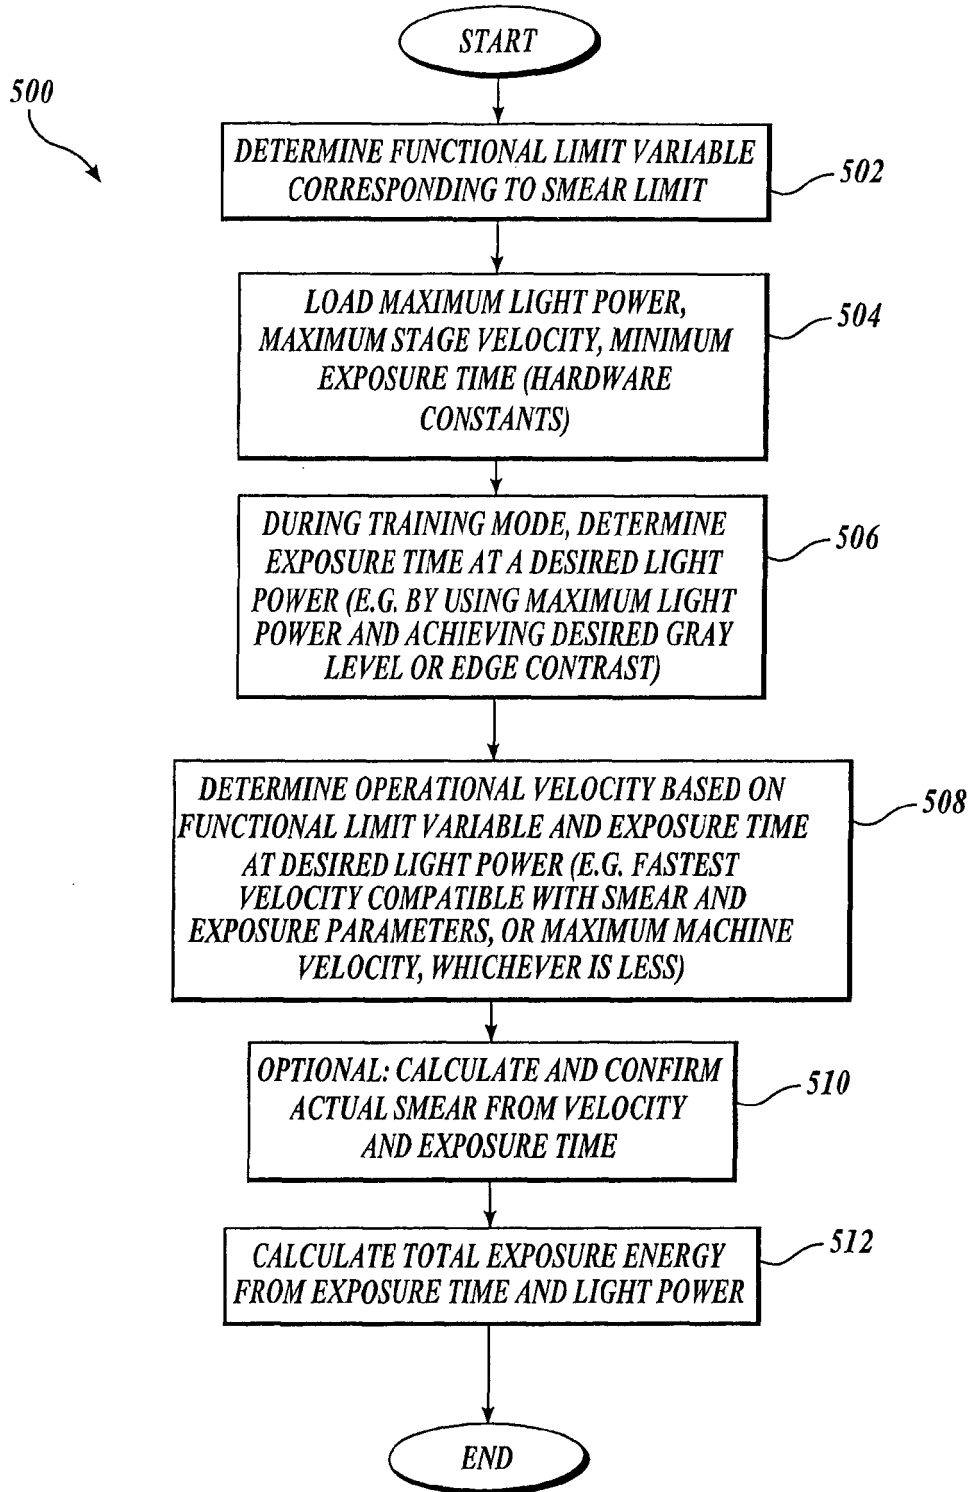 START
500
DETERMINE FUNCTIONAL LIMIT VARIABLE
CORRESPONDING TO SMEAR LIMIT
502
LOAD MAXIMUM LIGHT POWER,
MAXIMUM STAGE VELOCITY, MINIMUM
EXPOSURE TIME (HARDWARE
CONSTANTS)
504
DURING TRAINING MODE, DETERMINE
EXPOSURE TIME AT A DESIRED LIGHT
POWER (E.G. BY USING MAXIMUM LIGHT
POWER AND ACHIEVING DESIRED GRAY
LEVEL OR EDGE CONTRAST)
506
DETERMINE OPERATIONAL VELOCITY BASED ON
FUNCTIONAL LIMIT VARIABLE AND EXPOSURE TIME
AT DESIRED LIGHT POWER (E.G. FASTEST
VELOCITY COMPATIBLE WITH SMEAR AND
EXPOSURE PARAMETERS, OR MAXIMUM MACHINE
VELOCITY, WHICHEVER IS LESS)
508
OPTIONAL: CALCULATE AND CONFIRM
ACTUAL SMEAR FROM VELOCITY
AND EXPOSURE TIME
510
CALCULATE TOTAL EXPOSURE ENERGY
FROM EXPOSURE TIME AND LIGHT POWER
512
END